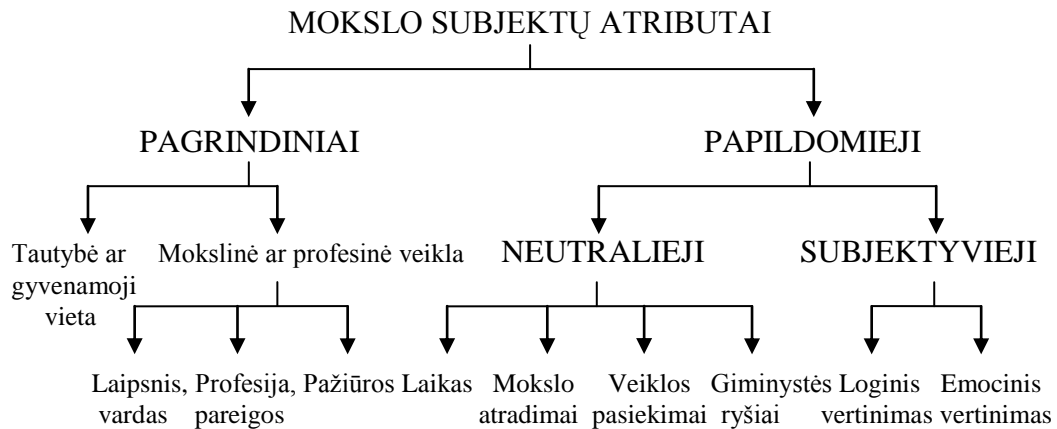 MOKSLO SUBJEKTŲ ATRIBUTAI
PAGRINDINIAI
PAPILDOMIEJI
Tautybė ar
gyvenamoji
vieta
Mokslinė ar profesinė veikla
NEUTRALIEJI
SUBJEKTYVIEJI
Laipsnis,
vardas
Profesija,
pareigos
Pažiūros
Laikas
Mokslo
atradimai
Veiklos
pasiekimai
Giminystės
ryšiai
Loginis
vertinimas
Emocinis
vertinimas